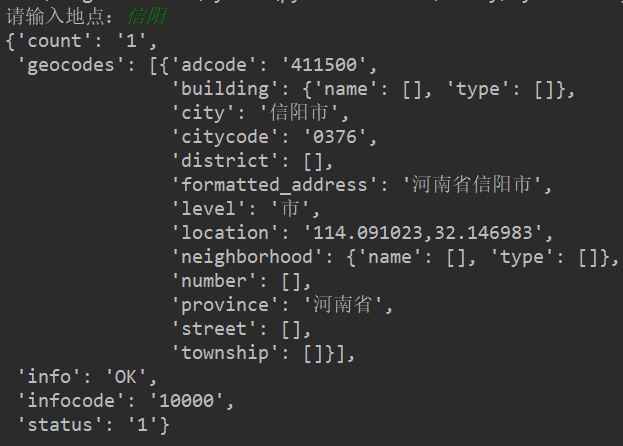 请输入地点：信阳
{'count': '1',
 'geocodes': [{'adcode': '411500',
               'building': {'name': [], 'type': []},
               'city': '信阳市',
               'citycode': '0376',
               'district': [],
               'formatted_address': '河南省信阳市',
               'level': '市',
               'location': '114.091023,32.146983',
               'neighborhood': {'name': [], 'type': []},
               'number': [],
               'province': '河南省',
               'street': [],
               'township': []}],
 'info': 'OK',
 'infocode': '10000',
 'status': '1'}